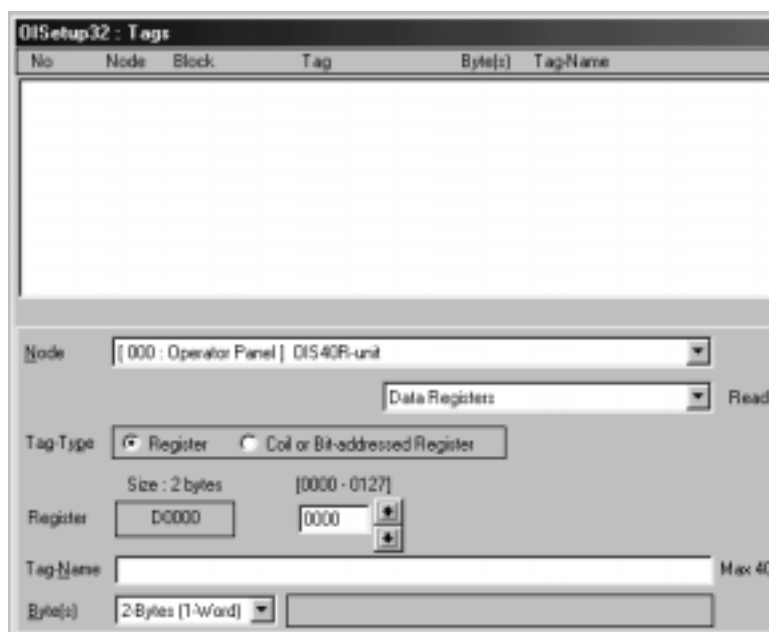 OISetup32 : Tags
No Node Block Tag Byte(s) Tag-Name
Node [ 000 : Operator Panel ] OIS40R-unit
Data Registers Read
Tag-Type Register Coil or Bit-addressed Register
Size : 2 bytes [0000 - 0127]
Register D0000 0000
Tag-Name Max 40
Byte(s) 2-Bytes (1-Word)